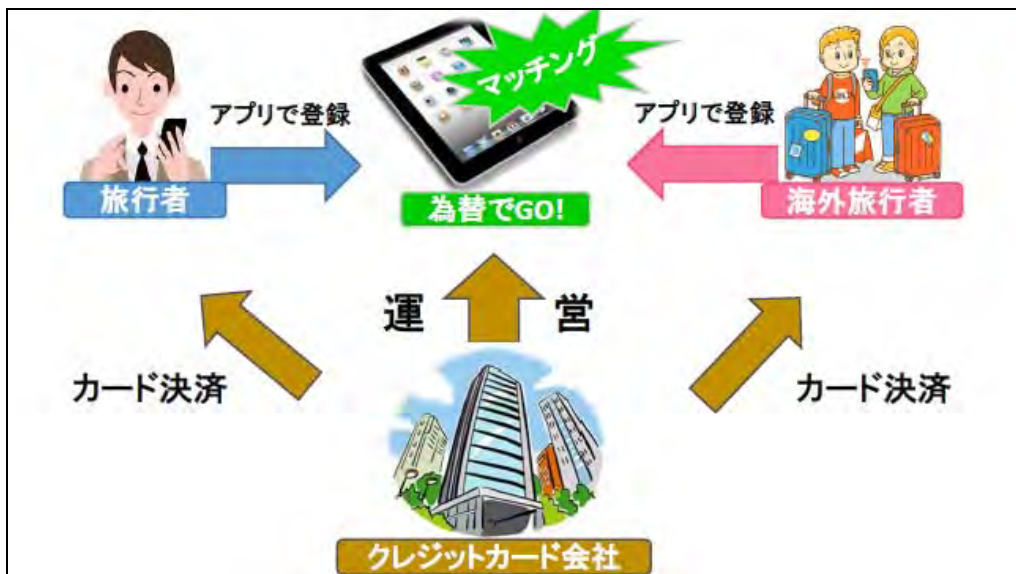 マッチング
アプリで登録
アプリで登録
旅行者
為替でGO!
海外旅行者
運 営
カード決済
カード決済
クレジットカード会社